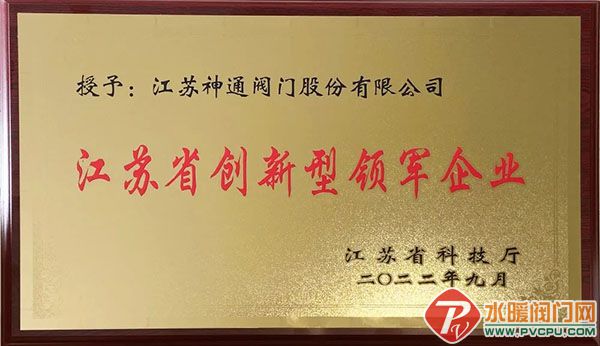 授予：江苏神通阀门股份有限公司
江苏省创新型领军企业
江苏省科技厅
二〇二二年九月
PV 水暖阀门网
WWW.PVCPU.COM